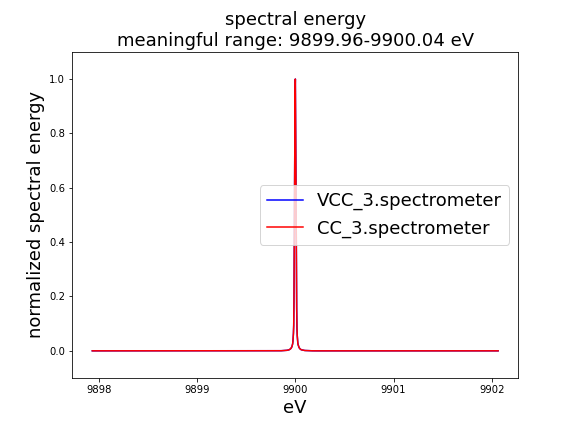 spectral energy
meaningful range: 9899.96-9900.04 eV
normalized spectral energy
1.0
0.8
0.6
0.4
0.2
0.0
VCC_3.spectrometer
CC_3.spectrometer
9898
9899
9900
9901
9902
eV